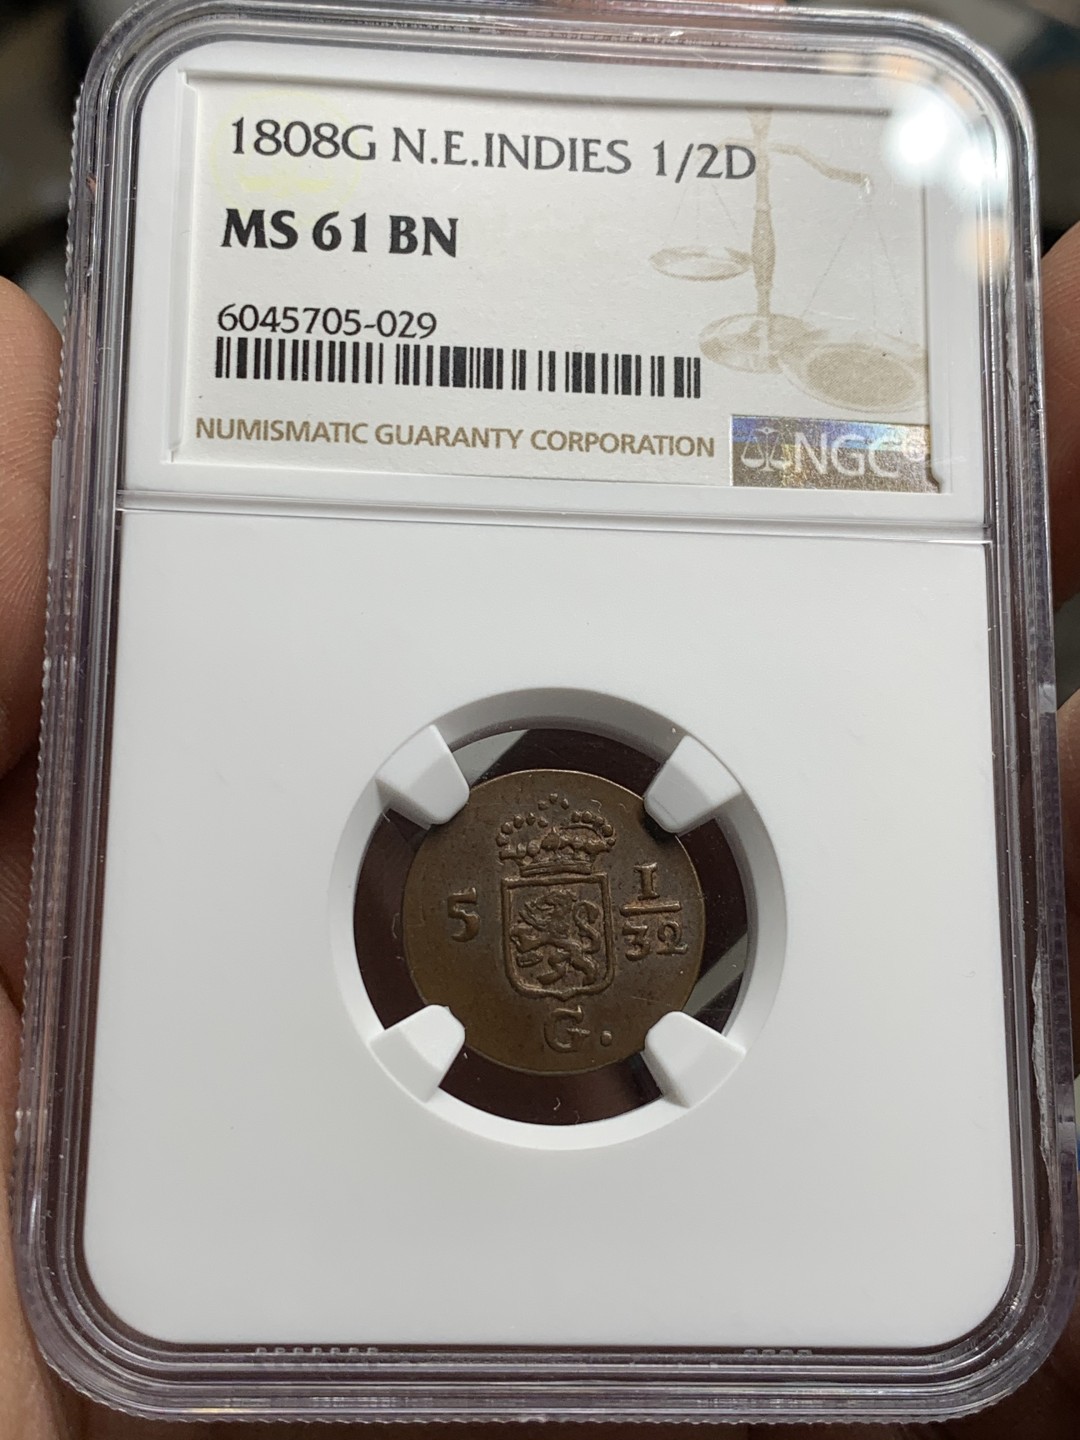 1808G N.E.INDIES 1/2D
MS 61 BN
6045705-029
NUMISMATIC GUARANTY CORPORATION
NGC
5 1/32
G.